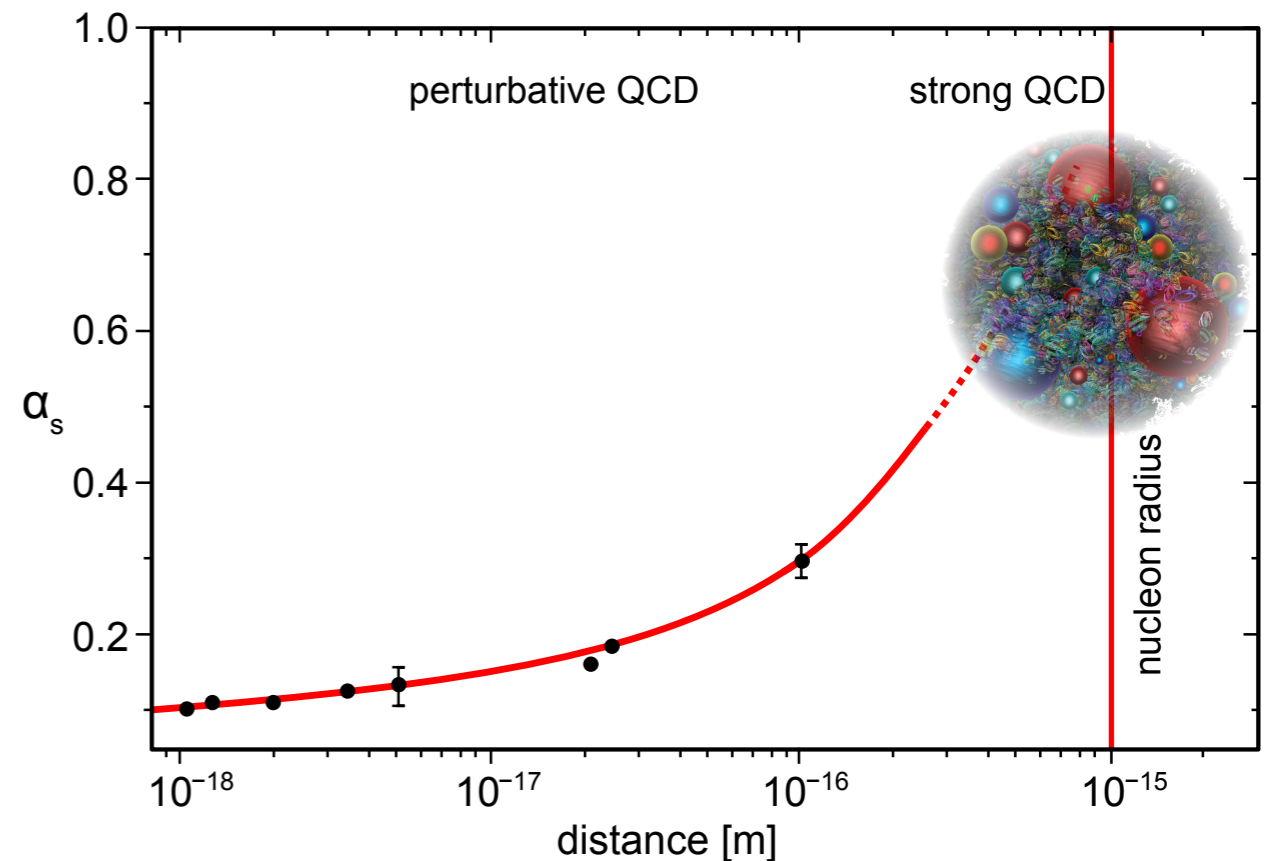 1.0
perturbative QCD
strong QCD
0.8
0.6
αs
0.4
0.2
nucleon radius
10⁻¹⁸
10⁻¹⁷
10⁻¹⁶
10⁻¹⁵
distance [m]